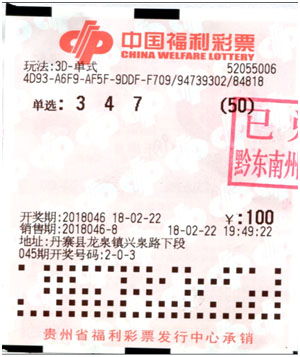 中国福利彩票
CHINA WELFARE LOTTERY
玩法:3D-单式 52055006
4D93-A6F9-AF5F-9DDF-F709/94739302/84818
单选: 3 4 7 (50)
已
黔东南州
开奖期:2018046 18-02-22 ¥:100
销售期:2018046-8 18-02-22 19:49:22
地址:丹寨县龙泉镇兴泉路下段
045期开奖号码:2-0-3
贵州省福利彩票发行中心承销